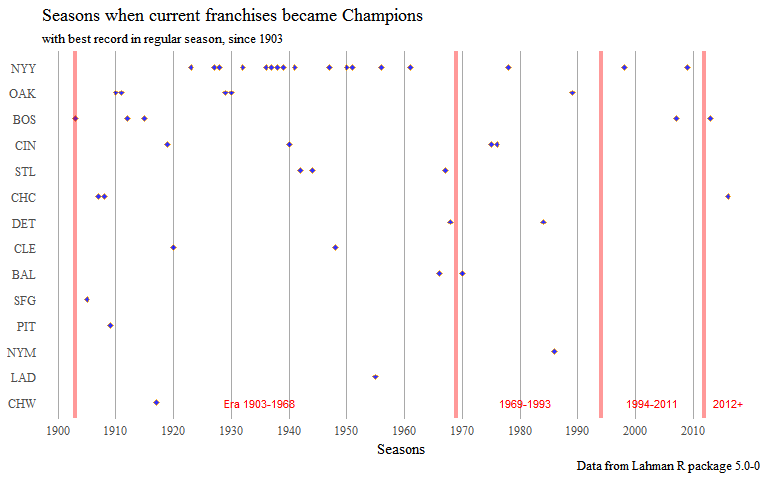 Seasons when current franchises became Champions
with best record in regular season, since 1903
NYY
OAK
BOS
CIN
STL
CHC
DET
CLE
BAL
SFG
PIT
NYM
LAD
CHW
Era 1903-1968 1969-1993 1994-2011 2012+
1900 1910 1920 1930 1940 1950 1960 1970 1980 1990 2000 2010
Seasons
Data from Lahman R package 5.0-0